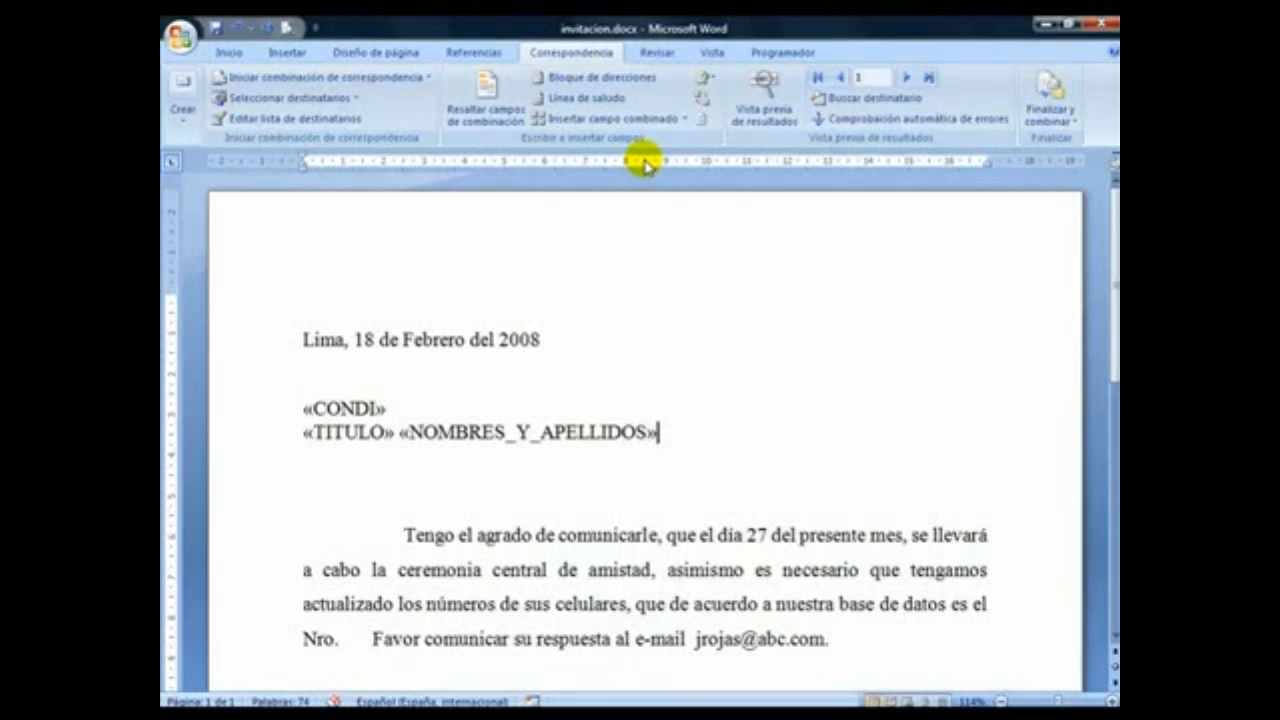 invitacion.docx - Microsoft Word
Inicio Insertar Diseño de página Referencias Correspondencia Revisar Vista Programador
Crear
Iniciar combinación de correspondencia
Seleccionar destinatarios
Editar lista de destinatarios
Iniciar combinación de correspondencia
Resaltar campos de combinación
Bloque de direcciones
Línea de saludo
Insertar campo combinado
Escribir e insertar campos
Vista previa de resultados
1
Buscar destinatario
Comprobación automática de errores
Vista previa de resultados
Finalizar y combinar
Finalizar
Lima, 18 de Febrero del 2008
«CONDI»
«TITULO» «NOMBRES_Y_APELLIDOS»
Tengo el agrado de comunicarle, que el día 27 del presente mes, se llevará
a cabo la ceremonia central de amistad, asimismo es necesario que tengamos
actualizado los números de sus celulares, que de acuerdo a nuestra base de datos es el
Nro. Favor comunicar su respuesta al e-mail jrojas@abc.com.
Página: 1 de 1 Palabras: 74 Español (España, internacional) 114%